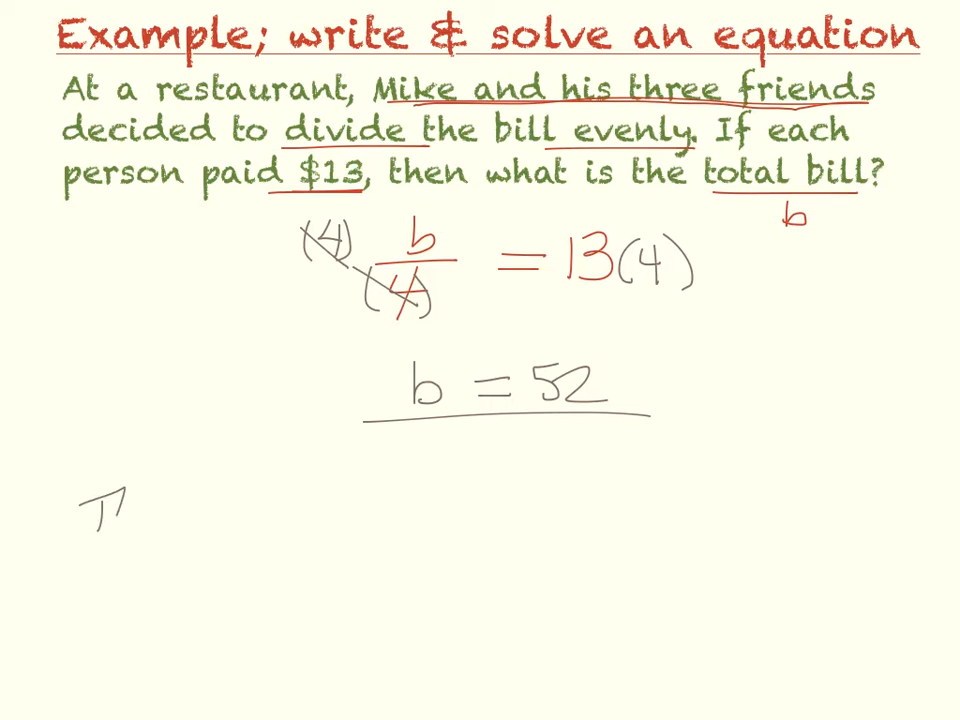 Example; write & solve an equation
At a restaurant, Mike and his three friends
decided to divide the bill evenly. If each
person paid $13, then what is the total bill?
b
(4) b/(4) = 13(4)
b = 52